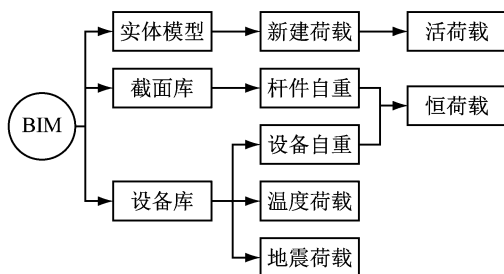 实体模型
新建荷载
活荷载
截面库
杆件自重
恒荷载
BIM
设备自重
设备库
温度荷载
地震荷载